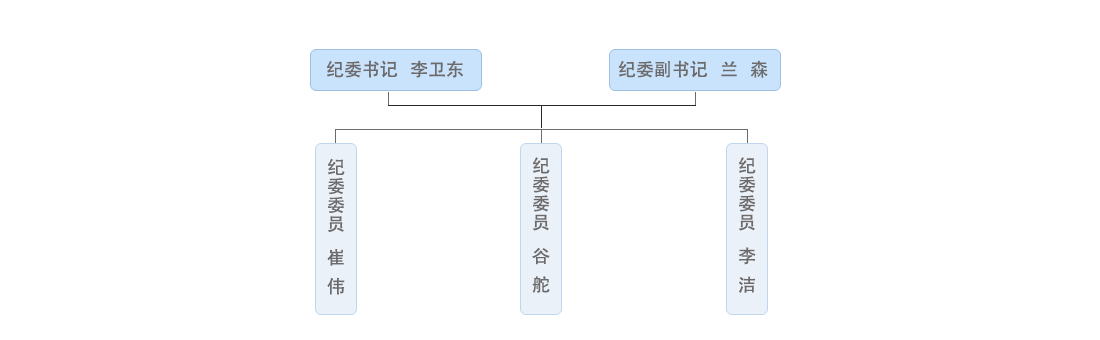 纪委书记 李卫东
纪委副书记 兰 森
纪委委员 崔 伟
纪委委员 谷 舵
纪委委员 李 洁